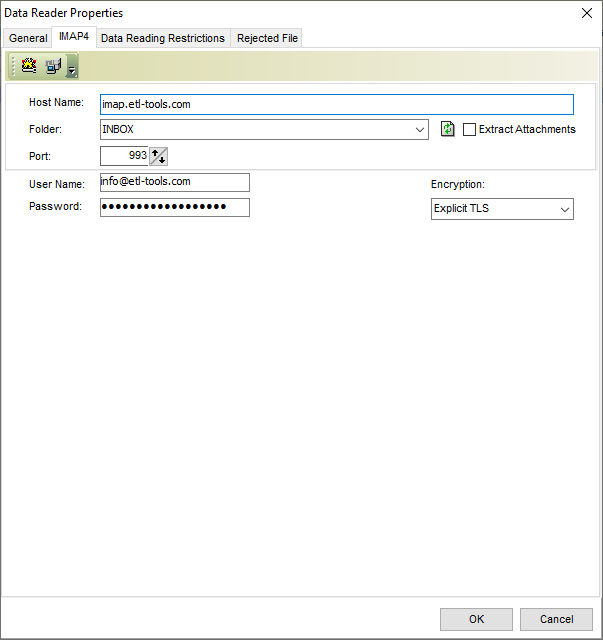 Data Reader Properties
General IMAP4 Data Reading Restrictions Rejected File
Host Name: imap.etl-tools.com
Folder: INBOX Extract Attachments
Port: 993
User Name: info@etl-tools.com Encryption:
Password: •••••••••••••••••• Explicit TLS
OK Cancel